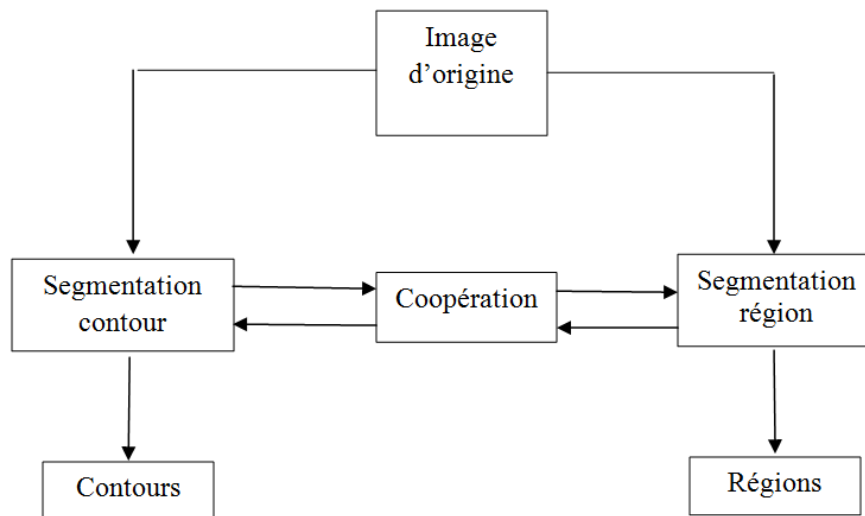 Image
d’origine
Segmentation
contour
Coopération
Segmentation
région
Contours
Régions